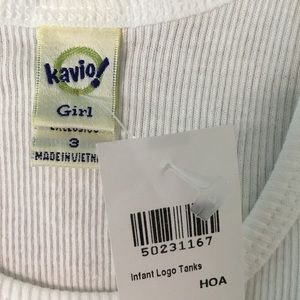 kavio!
Girl
3
MADE IN VIETN
50231167
Infant Logo Tanks
HOA